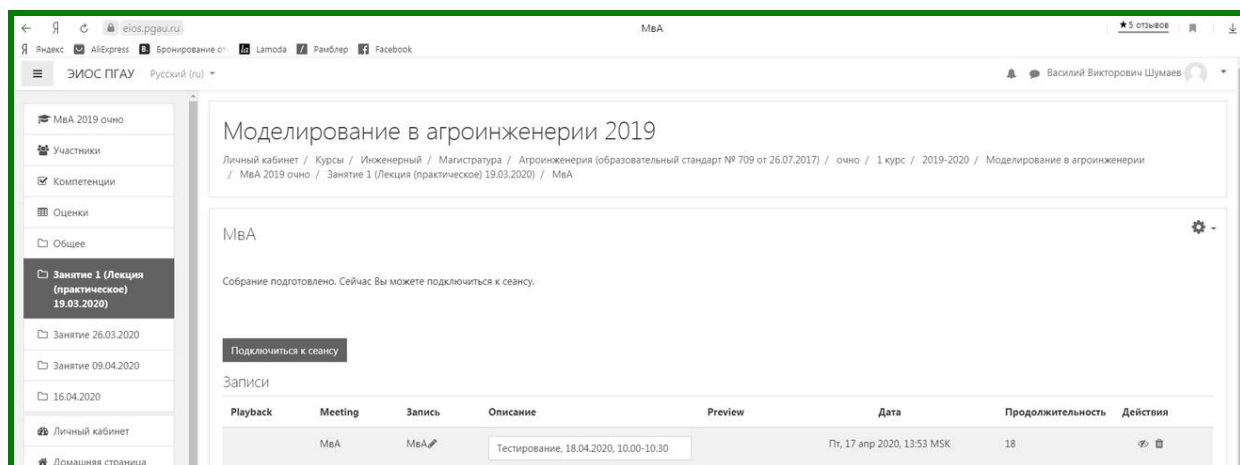 eios.pgau.ru
МвА
★5 отзывов
Яндекс AliExpress Бронирование от Lamoda Рамблер Facebook
ЭИОС ПГАУ Русский (ru)
Василий Викторович Шумаев
МвА 2019 очно
Участники
Компетенции
Оценки
Общее
Занятие 1 (Лекция
(практическое)
19.03.2020)
Занятие 26.03.2020
Занятие 09.04.2020
16.04.2020
Личный кабинет
Домашняя страница
Моделирование в агроинженерии 2019
Личный кабинет / Курсы / Инженерный / Магистратура / Агроинженерия (образовательный стандарт № 709 от 26.07.2017) / очно / 1 курс / 2019-2020 / Моделирование в агроинженерии
/ МвА 2019 очно / Занятие 1 (Лекция (практическое) 19.03.2020) / МвА
МвА
Собрание подготовлено. Сейчас Вы можете подключиться к сеансу.
Подключиться к сеансу
Записи
Playback Meeting Запись Описание Preview Дата Продолжительность Действия
МвА МвА Тестирование, 18.04.2020, 10.00-10.30 Пт, 17 апр 2020, 13:53 MSK 18